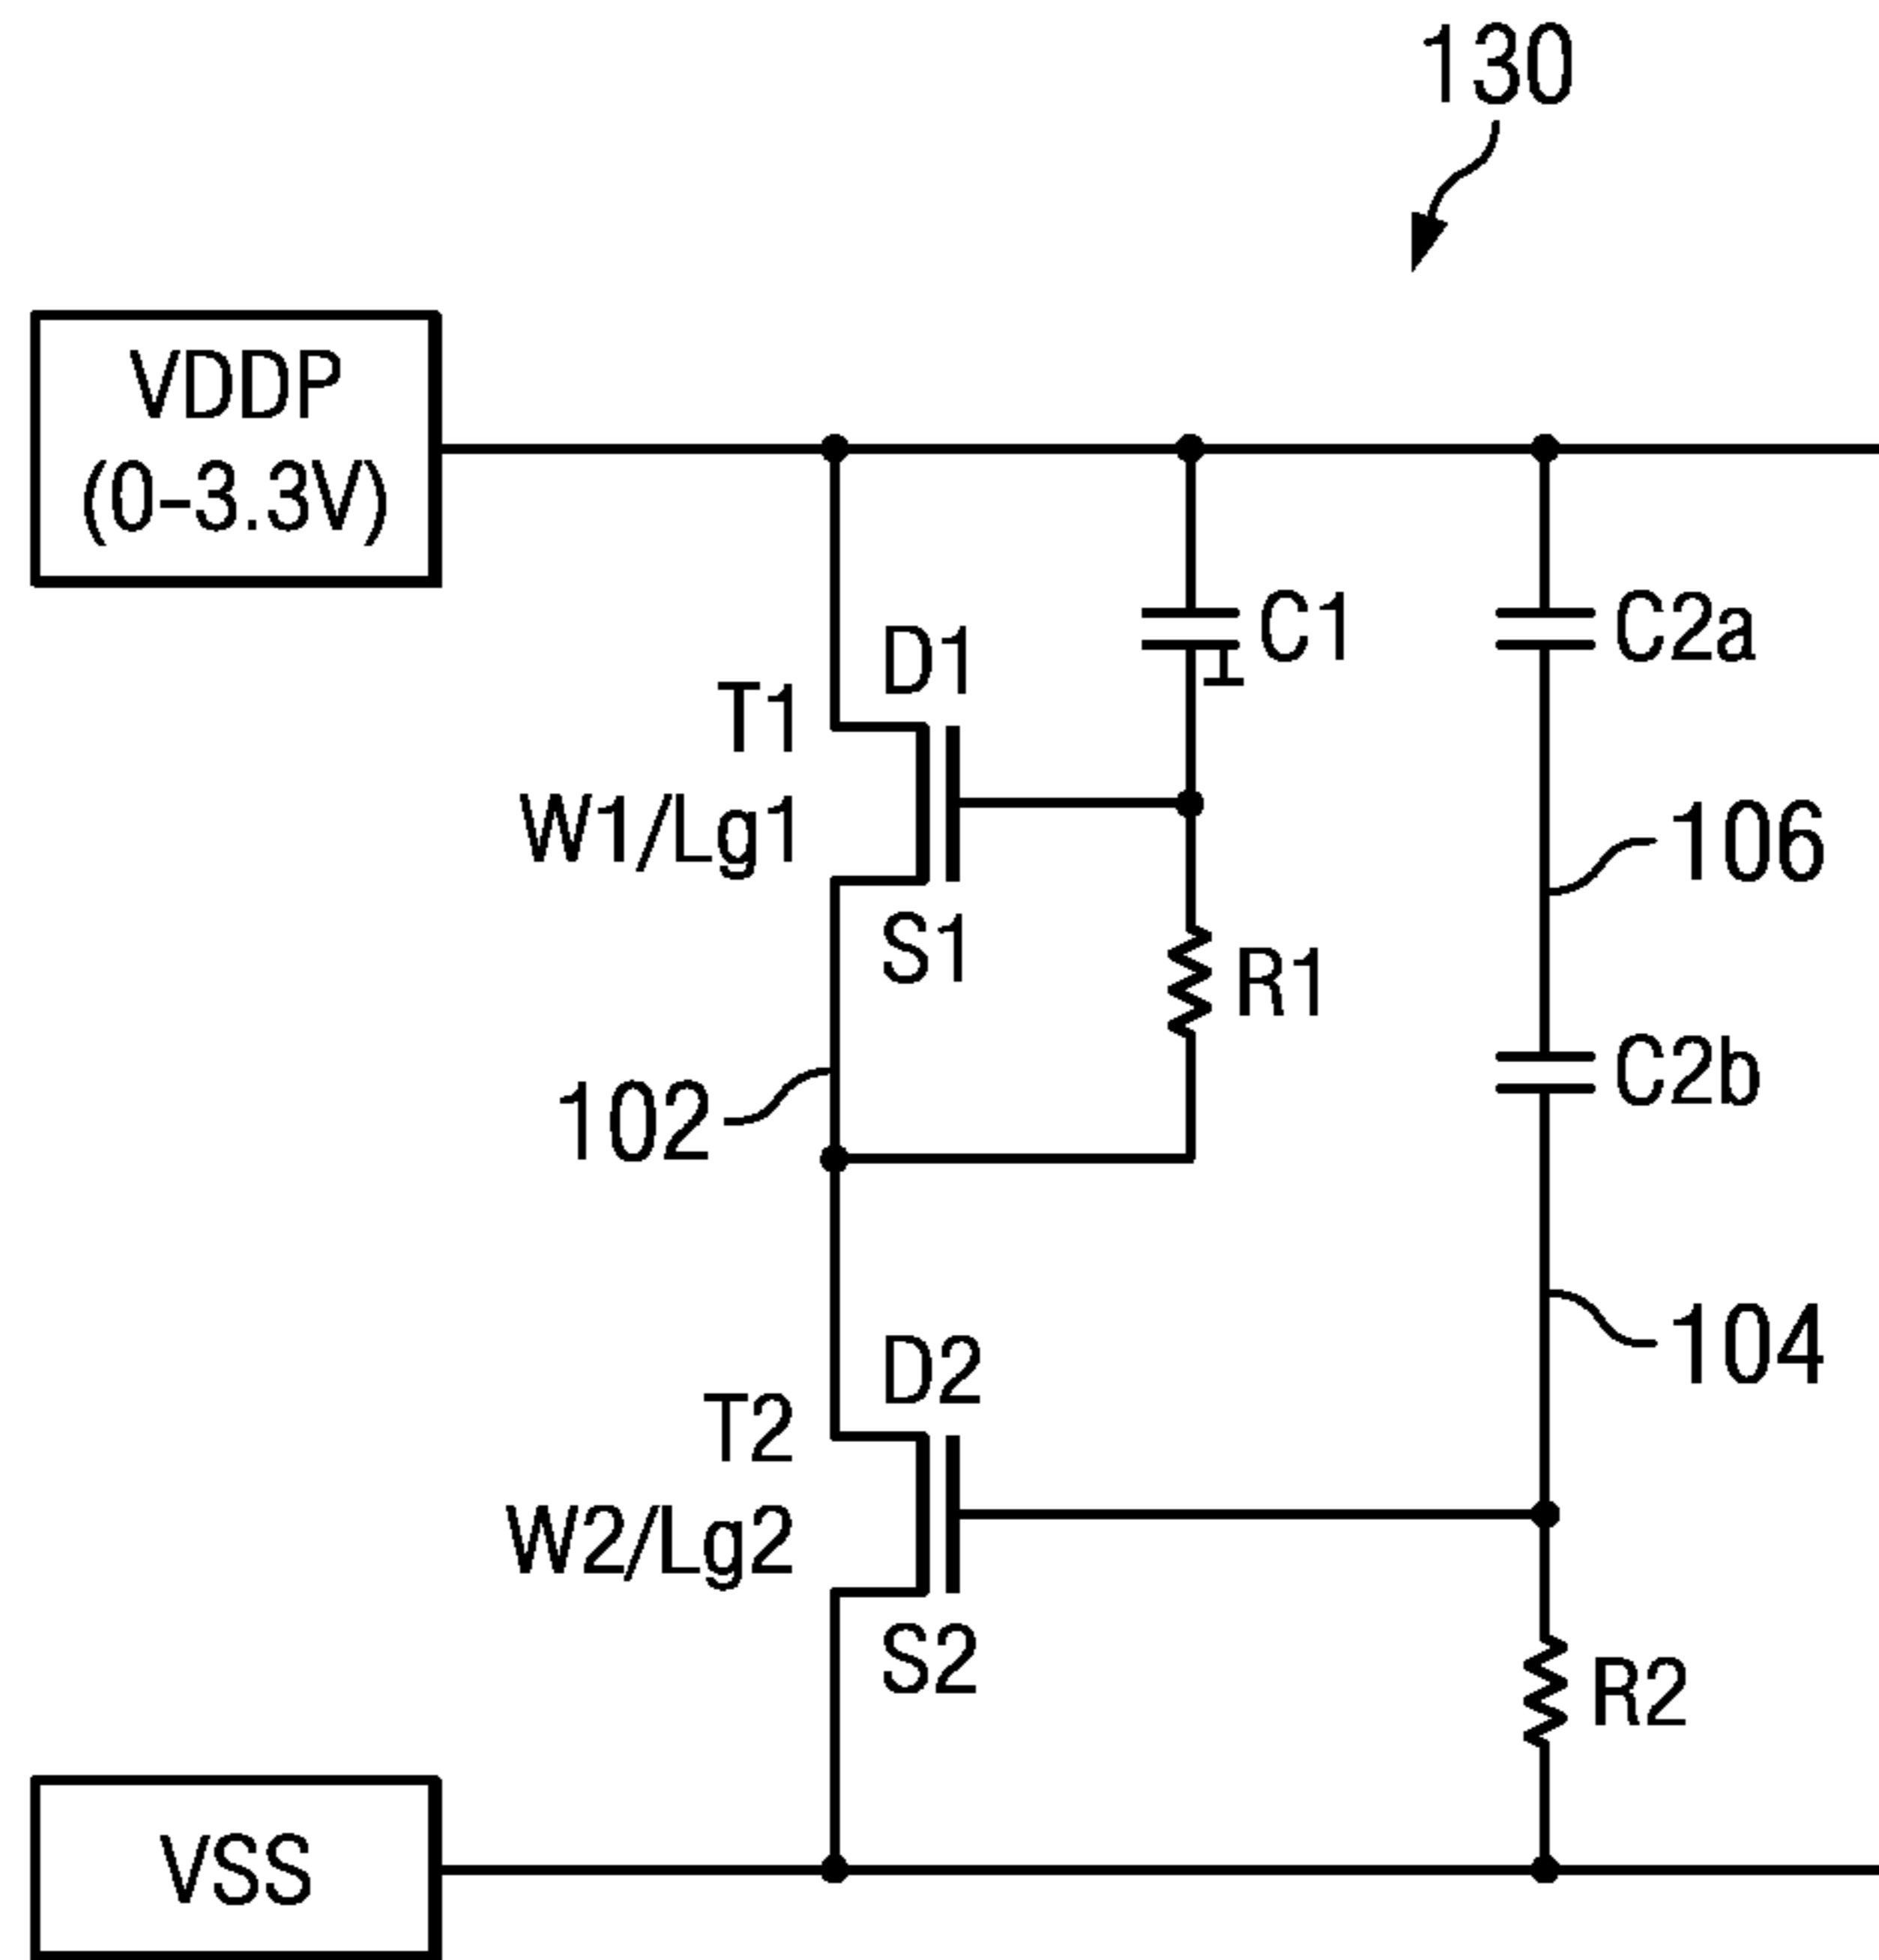 130
VDDP
(0-3.3V)
C1
C2a
D1
T1
W1/Lg1
106
S1
R1
C2b
102
104
D2
T2
W2/Lg2
S2
R2
VSS